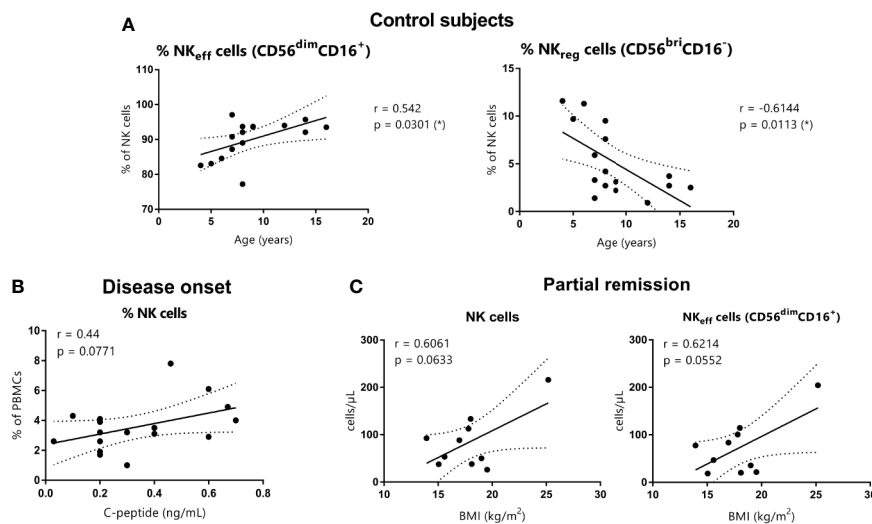 A
Control subjects
% NKeff cells (CD56dimCD16+)
% of NK cells
100
90
80
70
0
5
10
15
20
Age (years)
r = 0.542
p = 0.0301 (*)
% NKreg cells (CD56briCD16-)
% of NK cells
15
10
5
0
0
5
10
15
20
Age (years)
r = -0.6144
p = 0.0113 (*)
B
Disease onset
% NK cells
r = 0.44
p = 0.0771
% of PBMCs
10
8
6
4
2
0
0.0
0.2
0.4
0.6
0.8
C-peptide (ng/mL)
C
Partial remission
NK cells
r = 0.6061
p = 0.0633
cells/µL
300
200
100
0
10
15
20
25
30
BMI (kg/m2)
NKeff cells (CD56dimCD16+)
r = 0.6214
p = 0.0552
cells/µL
300
200
100
0
10
15
20
25
30
BMI (kg/m2)